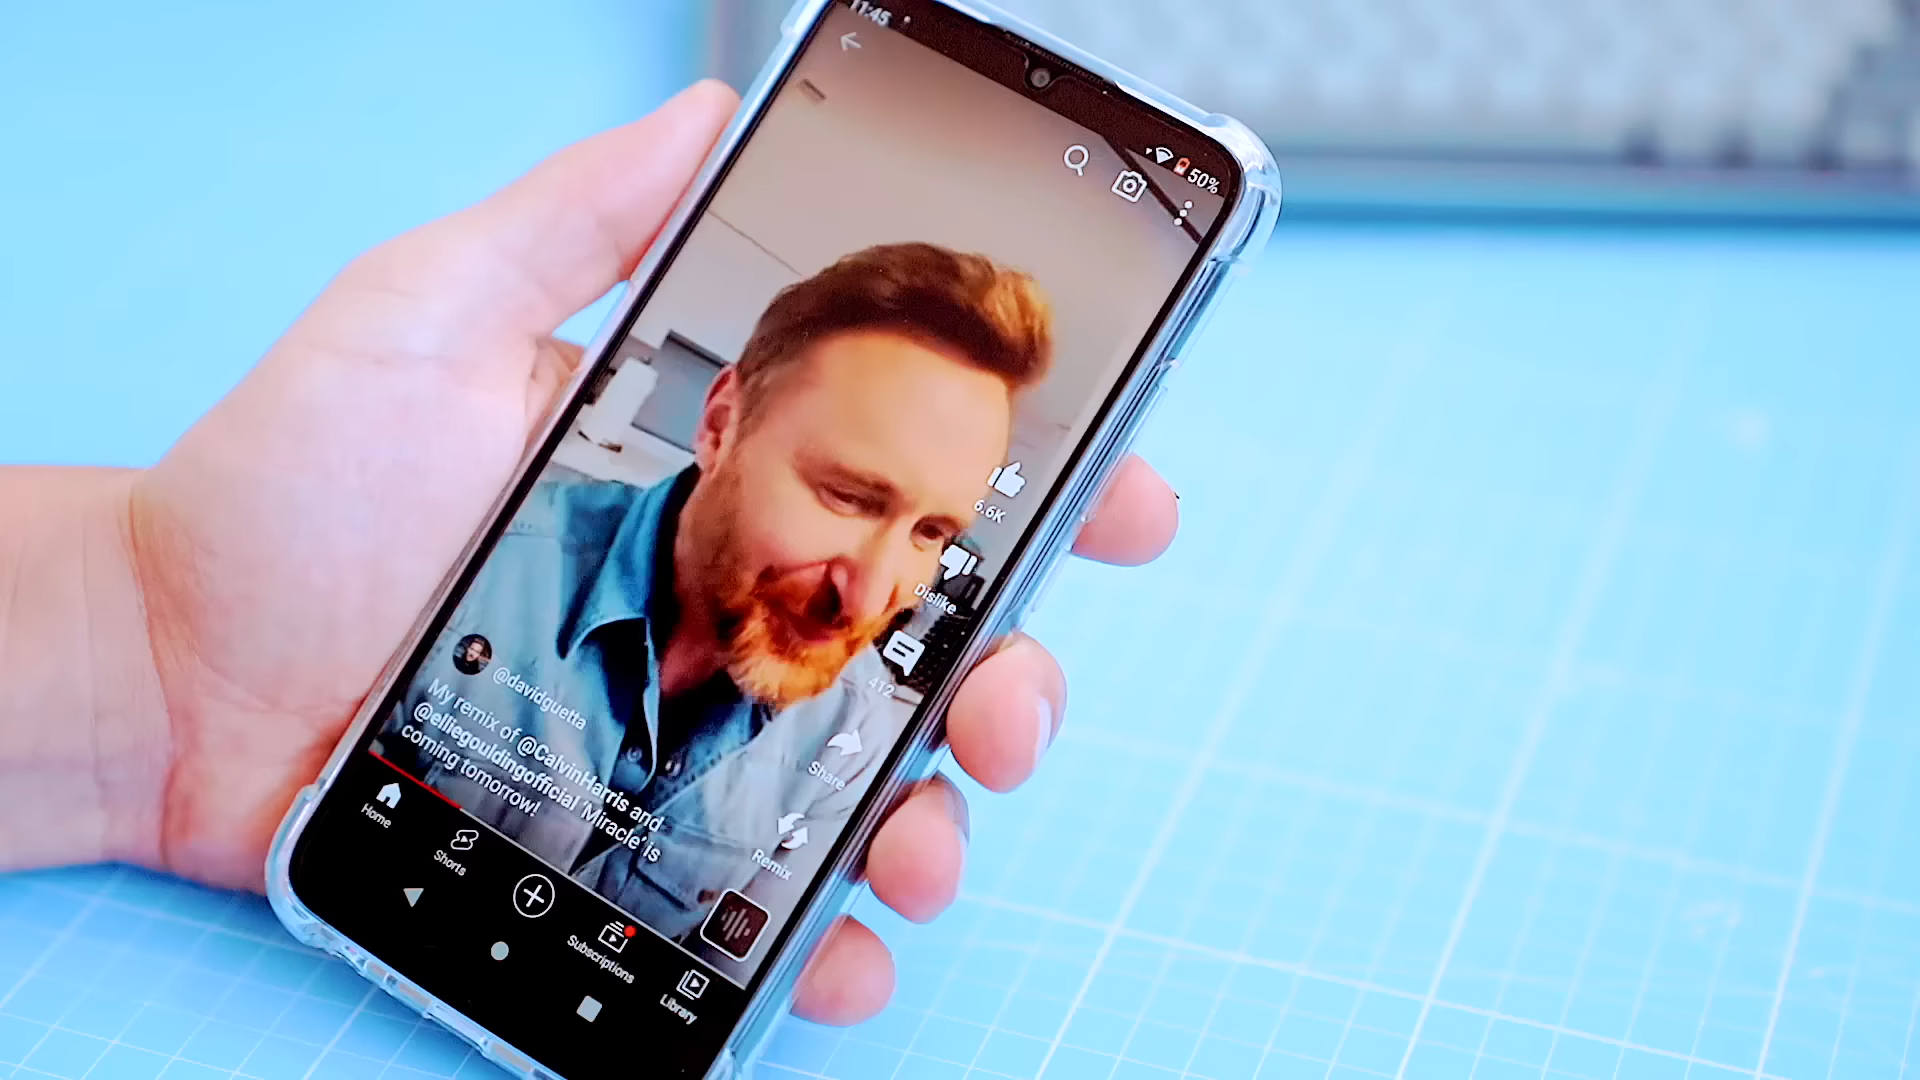 11:45
50%
6.6K
Dislike
412
Share
Remix
@davidguetta
My remix of @CalvinHarris and
@elliegouldingofficial 'Miracle' is
coming tomorrow!
Home
Shorts
Subscriptions
Library